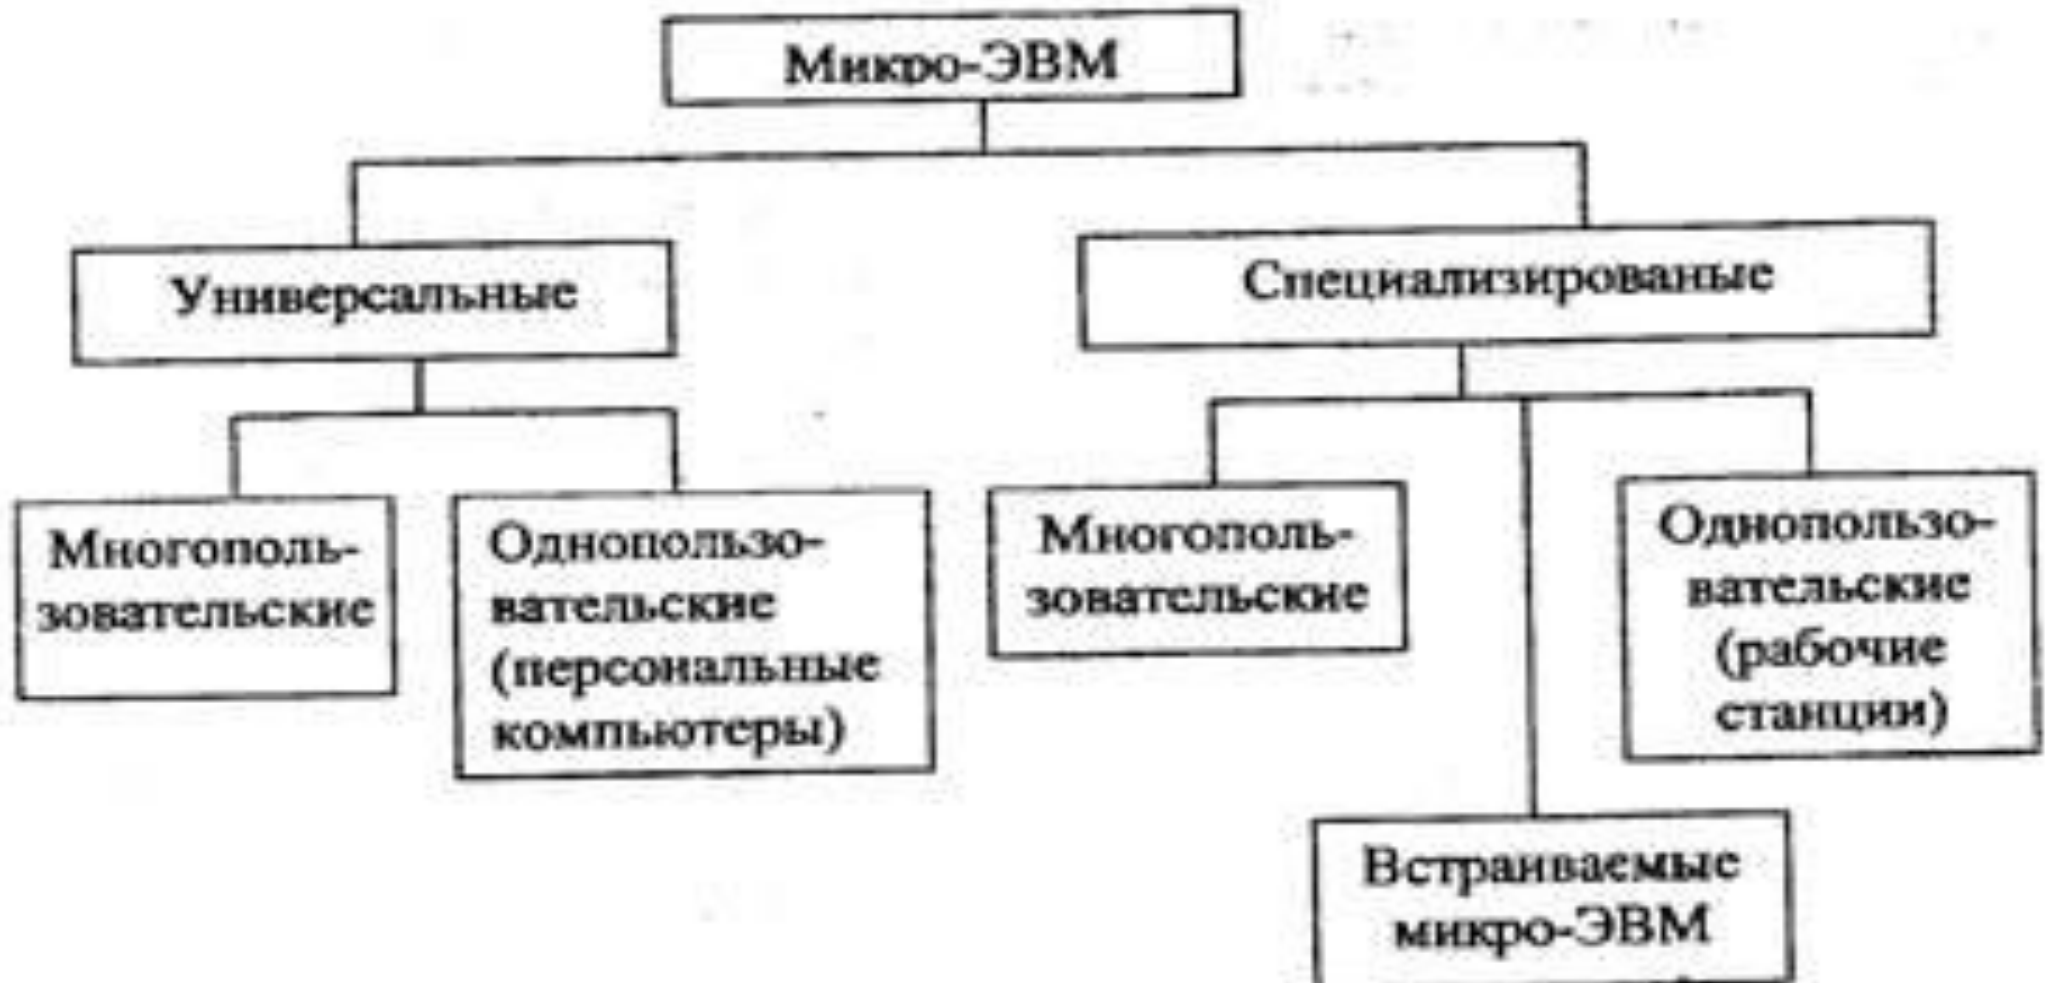 Микро-ЭВМ
Универсальные
Специализированые
Многополь-
зовательские
Однопользо-
вательские
(персональные
компьютеры)
Многополь-
зовательские
Однопользо-
вательские
(рабочие
станции)
Встраиваемые
микро-ЭВМ